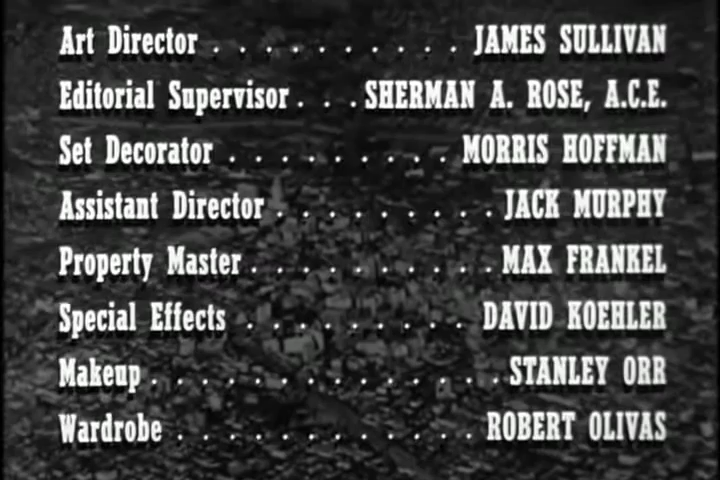 Art Director . . . . . . . . . . JAMES SULLIVAN
Editorial Supervisor . . . SHERMAN A. ROSE, A.C.E.
Set Decorator . . . . . . . . . MORRIS HOFFMAN
Assistant Director . . . . . . . . . JACK MURPHY
Property Master . . . . . . . . . . MAX FRANKEL
Special Effects . . . . . . . . . DAVID KOEHLER
Makeup . . . . . . . . . . . . . . STANLEY ORR
Wardrobe . . . . . . . . . . . . ROBERT OLIVAS